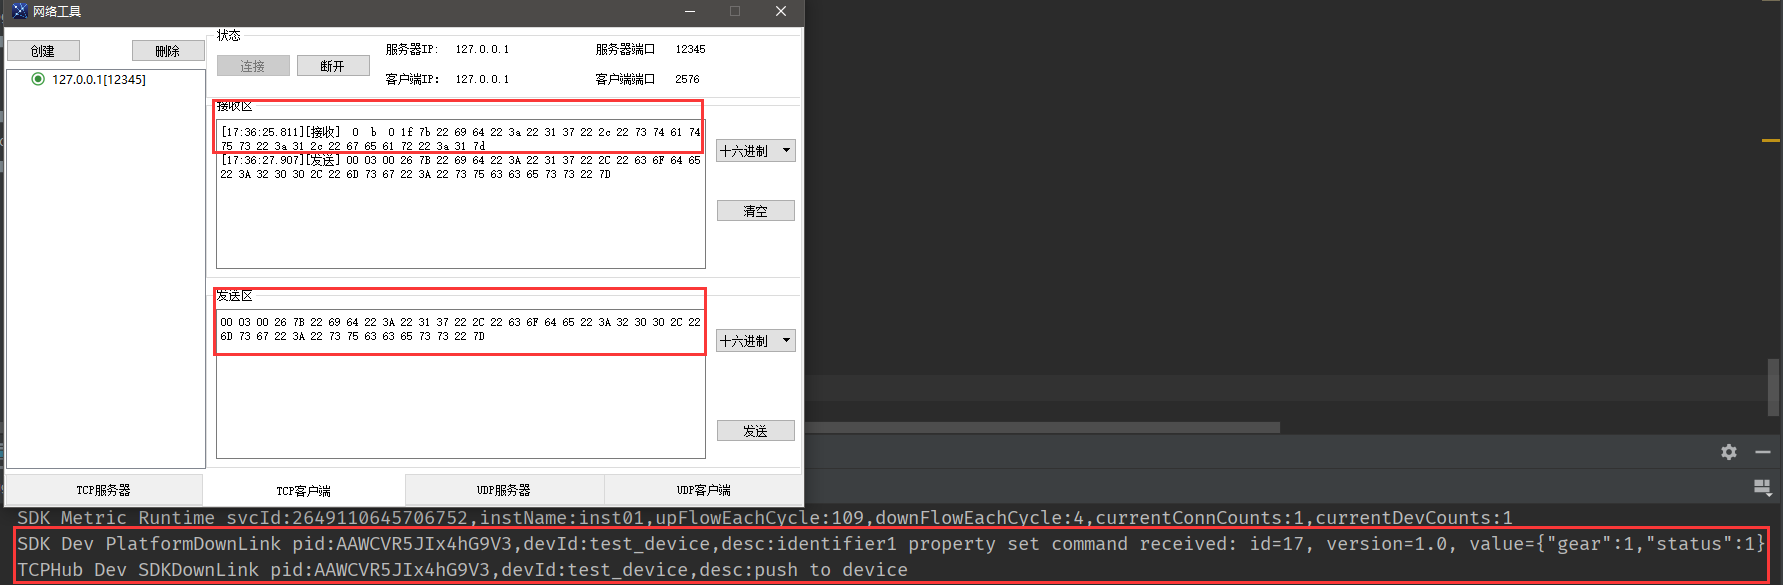 网络工具
创建
删除
127.0.0.1[12345]
状态
连接
断开
服务器IP: 127.0.0.1
服务器端口 12345
客户端IP: 127.0.0.1
客户端端口 2576
接收区
[17:36:25.811][接收] 0 b 0 1f 7b 22 69 64 22 3a 22 31 37 22 2c 22 73 74 61 74
75 73 22 3a 31 2c 22 67 65 61 72 22 3a 31 7d
[17:36:27.907][发送] 00 03 00 26 7B 22 69 64 22 3A 22 31 37 22 2C 22 63 6F 64 65
22 3A 32 30 30 2C 22 6D 73 67 22 3A 22 73 75 63 63 65 73 73 22 7D
十六进制
清空
发送区
00 03 00 26 7B 22 69 64 22 3A 22 31 37 22 2C 22 63 6F 64 65 22 3A 32 30 30 2C 22
6D 73 67 22 3A 22 73 75 63 63 65 73 73 22 7D
十六进制
发送
TCP服务器
TCP客户端
UDP服务器
UDP客户端
SDK Metric Runtime svcId:2649110645706752,instName:inst01,upFlowEachCycle:109,downFlowEachCycle:4,currentConnCounts:1,currentDevCounts:1
SDK Dev PlatformDownLink pid:AAWCVR5JIx4hG9V3,devId:test_device,desc:identifier1 property set command received: id=17, version=1.0, value={"gear":1,"status":1}
TCPHub Dev SDKDownLink pid:AAWCVR5JIx4hG9V3,devId:test_device,desc:push to device